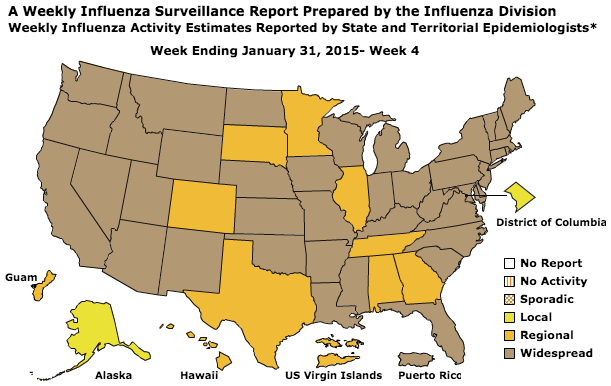 A Weekly Influenza Surveillance Report Prepared by the Influenza Division
Weekly Influenza Activity Estimates Reported by State and Territorial Epidemiologists*
Week Ending January 31, 2015- Week 4
District of Columbia
No Report
No Activity
Sporadic
Local
Regional
Widespread
Guam
Alaska
Hawaii
US Virgin Islands
Puerto Rico